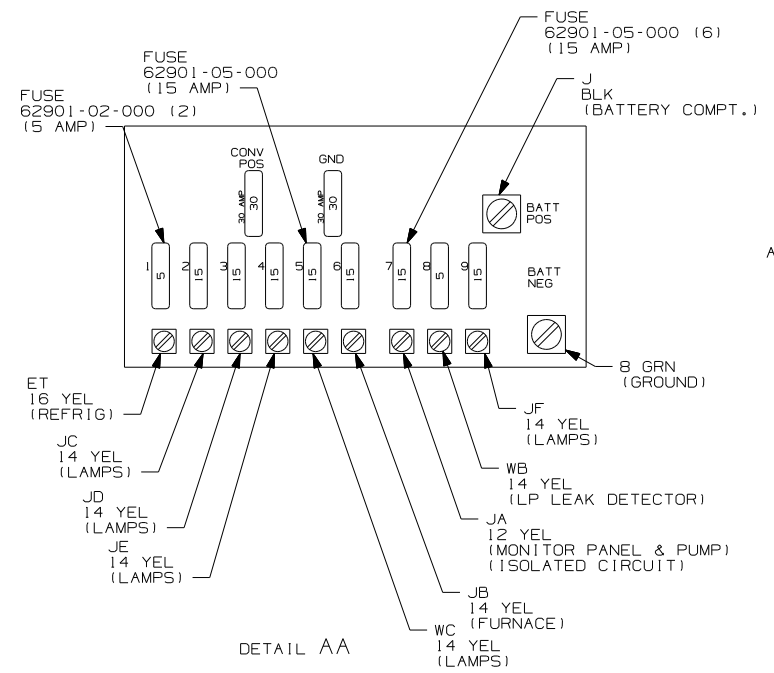 FUSE
62901-05-000 (6)
(15 AMP)
FUSE
62901-05-000
(15 AMP)
J
BLK
(BATTERY COMPT.)
FUSE
62901-02-000 (2)
(5 AMP)
CONV
POS
GND
30 AMP
30
30 AMP
30
BATT
POS
A
1
5
2
15
3
15
4
15
5
15
6
15
7
15
8
5
9
15
BATT
NEG
8 GRN
(GROUND)
ET
16 YEL
(REFRIG)
JF
14 YEL
(LAMPS)
JC
14 YEL
(LAMPS)
WB
14 YEL
(LP LEAK DETECTOR)
JD
14 YEL
(LAMPS)
JA
12 YEL
(MONITOR PANEL & PUMP)
(ISOLATED CIRCUIT)
JE
14 YEL
(LAMPS)
JB
14 YEL
(FURNACE)
WC
14 YEL
(LAMPS)
DETAIL AA